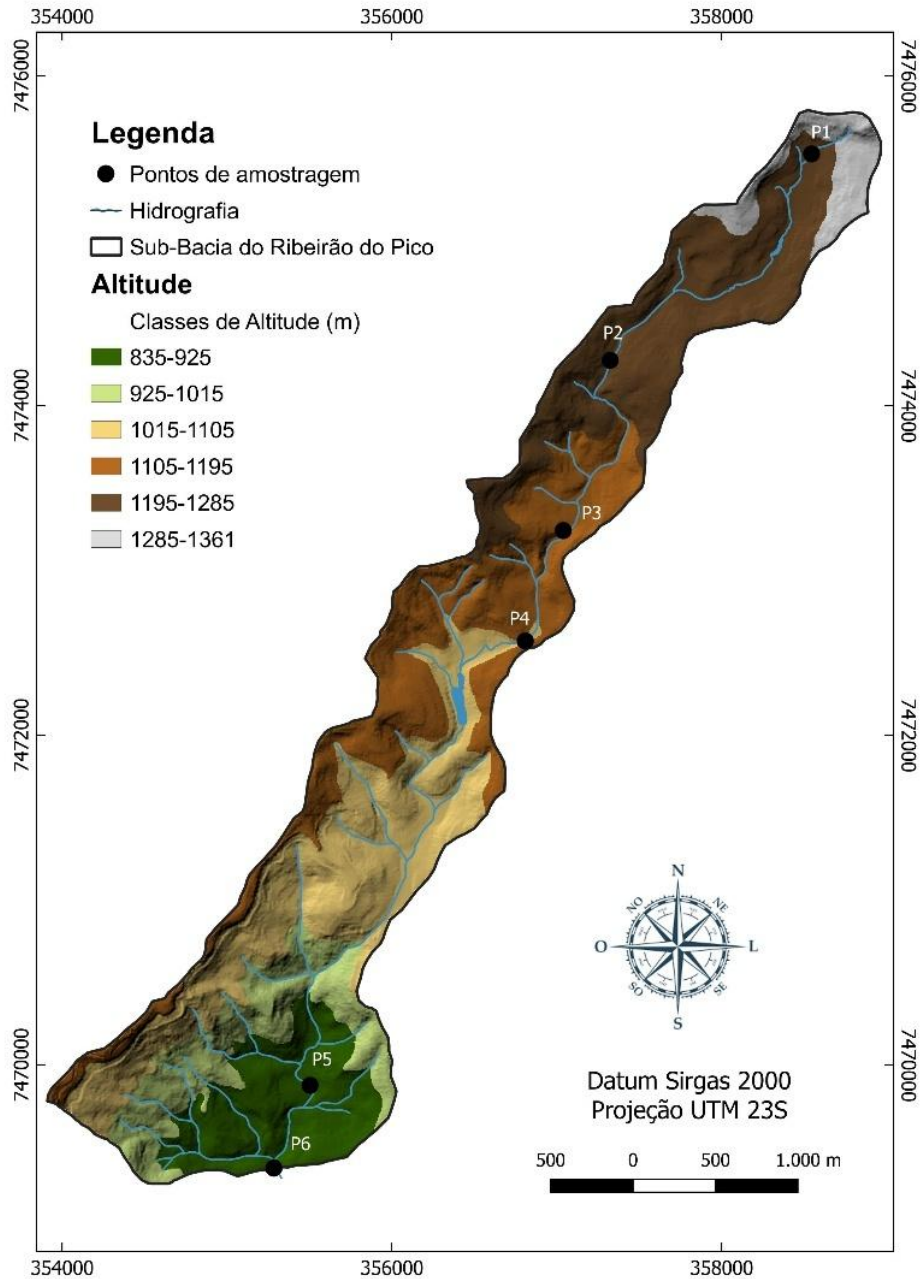 354000
356000
358000
7476000
7476000
Legenda
Pontos de amostragem
Hidrografia
Sub-Bacia do Ribeirão do Pico
Altitude
Classes de Altitude (m)
835-925
925-1015
1015-1105
1105-1195
1195-1285
1285-1361
P1
P2
7474000
7474000
P3
P4
7472000
7472000
N
NO
NE
O
L
SO
SE
S
7470000
7470000
P5
P6
Datum Sirgas 2000
Projeção UTM 23S
500 0 500 1.000 m
354000
356000
358000